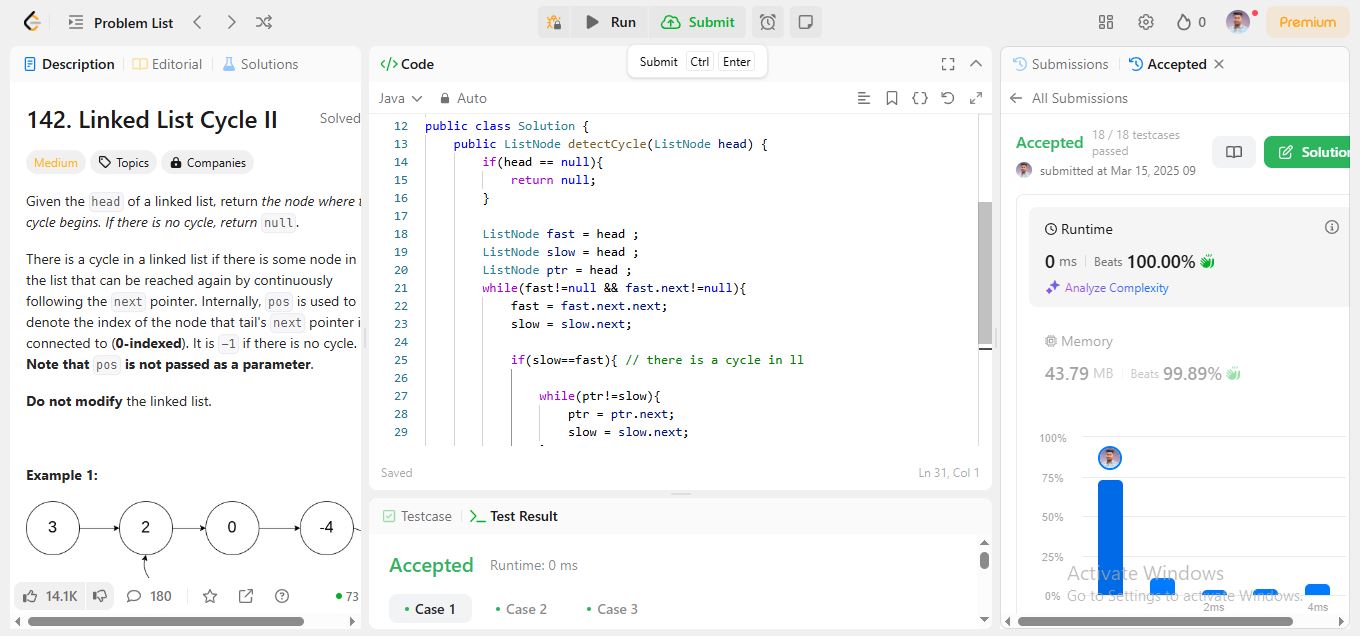 Problem List
Run
Submit
0
Premium
Description
Editorial
Solutions
142. Linked List Cycle II
Solved
Medium
Topics
Companies
Given the head of a linked list, return the node where
cycle begins. If there is no cycle, return null.
There is a cycle in a linked list if there is some node in
the list that can be reached again by continuously
following the next pointer. Internally, pos is used to
denote the index of the node that tail's next pointer
connected to (0-indexed). It is -1 if there is no cycle.
Note that pos is not passed as a parameter.
Do not modify the linked list.
Example 1:
3 2 0 -4
14.1K
180
73
Code
Submit Ctrl Enter
Java
Auto
12 public class Solution {
13 public ListNode detectCycle(ListNode head) {
14 if(head == null){
15 return null;
16 }
17
18 ListNode fast = head ;
19 ListNode slow = head ;
20 ListNode ptr = head ;
21 while(fast!=null && fast.next!=null){
22 fast = fast.next.next;
23 slow = slow.next;
24
25 if(slow==fast){ // there is a cycle in ll
26
27 while(ptr!=slow){
28 ptr = ptr.next;
29 slow = slow.next;
Saved
Ln 31, Col 1
Testcase
Test Result
Accepted
Runtime: 0 ms
Case 1
Case 2
Case 3
Submissions
Accepted
All Submissions
Accepted
18 / 18 testcases
passed
submitted at Mar 15, 2025 09
Solution
Runtime
0 ms
Beats 100.00%
Analyze Complexity
Memory
43.79 MB
Beats 99.89%
100%
75%
50%
25%
0%
2ms
4ms
Activate Windows
Go to Settings to activate Windows.